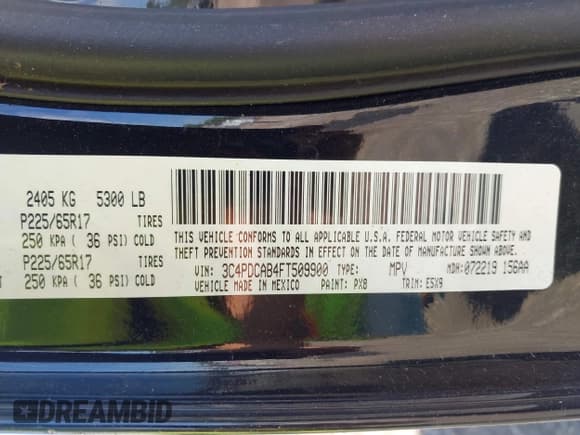 2405 KG 5300 LB
P225/65R17 TIRES
250 KPA ( 36 PSI) COLD
P225/65R17 TIRES
250 KPA ( 36 PSI) COLD
THIS VEHICLE CONFORMS TO ALL APPLICABLE U.S.A. FEDERAL MOTOR VEHICLE SAFETY AND
THEFT PREVENTION STANDARDS IN EFFECT ON THE DATE OF MANUFACTURE SHOWN ABOVE.
VIN: 3C4PDCAB4FT509900 TYPE: MPV MDH: 072219 156AA
VEHICLE MADE IN MEXICO PAINT: PX8 TRIM: E5X9
DREAMBID